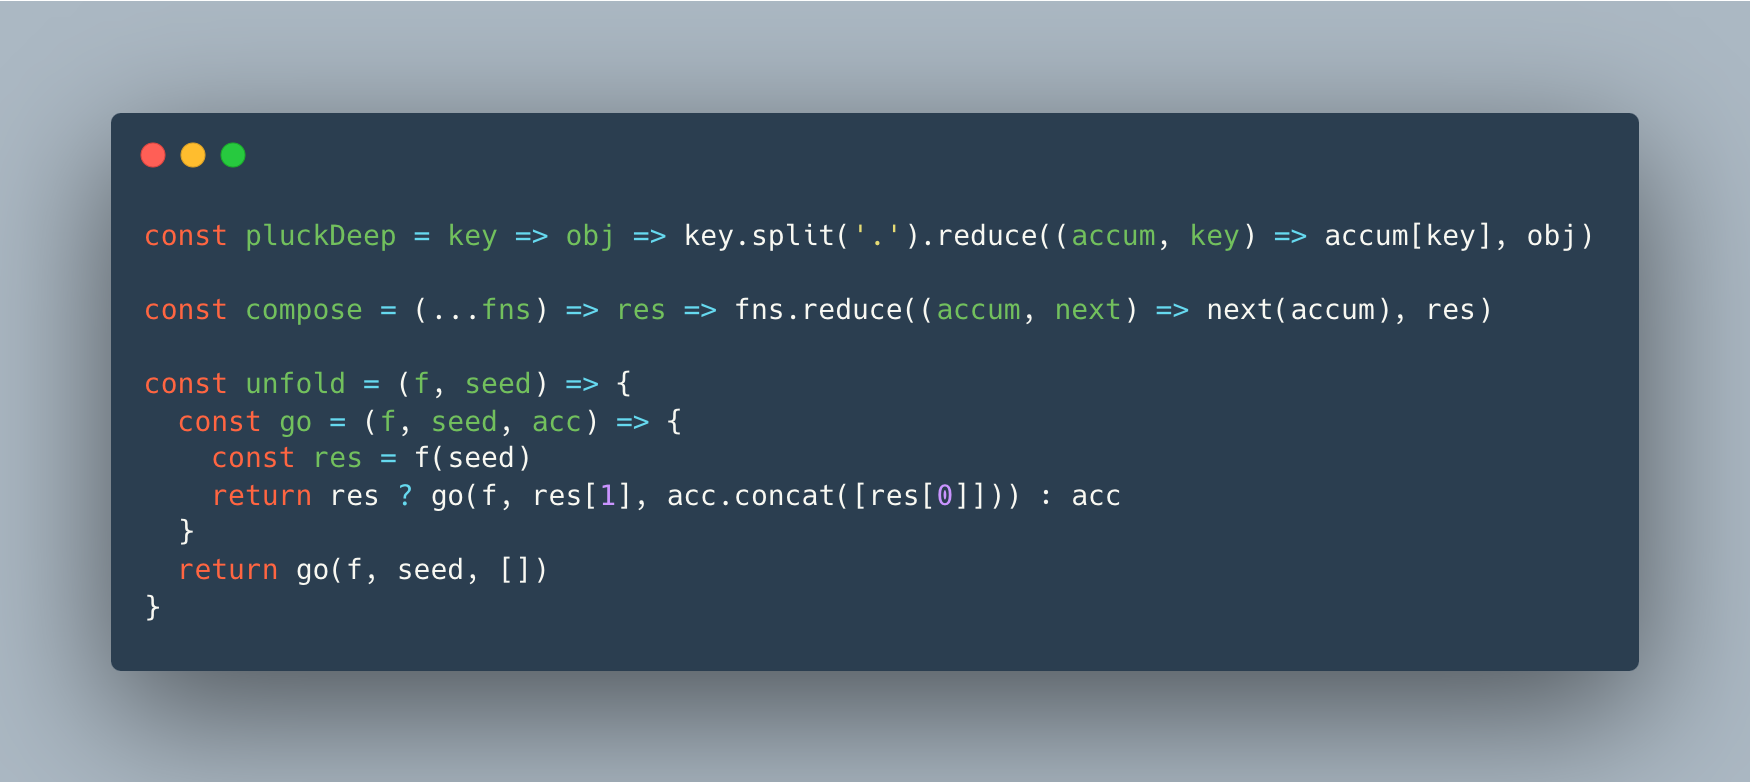 const pluckDeep = key => obj => key.split('.').reduce((accum, key) => accum[key], obj)
const compose = (...fns) => res => fns.reduce((accum, next) => next(accum), res)
const unfold = (f, seed) => {
  const go = (f, seed, acc) => {
    const res = f(seed)
    return res ? go(f, res[1], acc.concat([res[0]])) : acc
  }
  return go(f, seed, [])
}